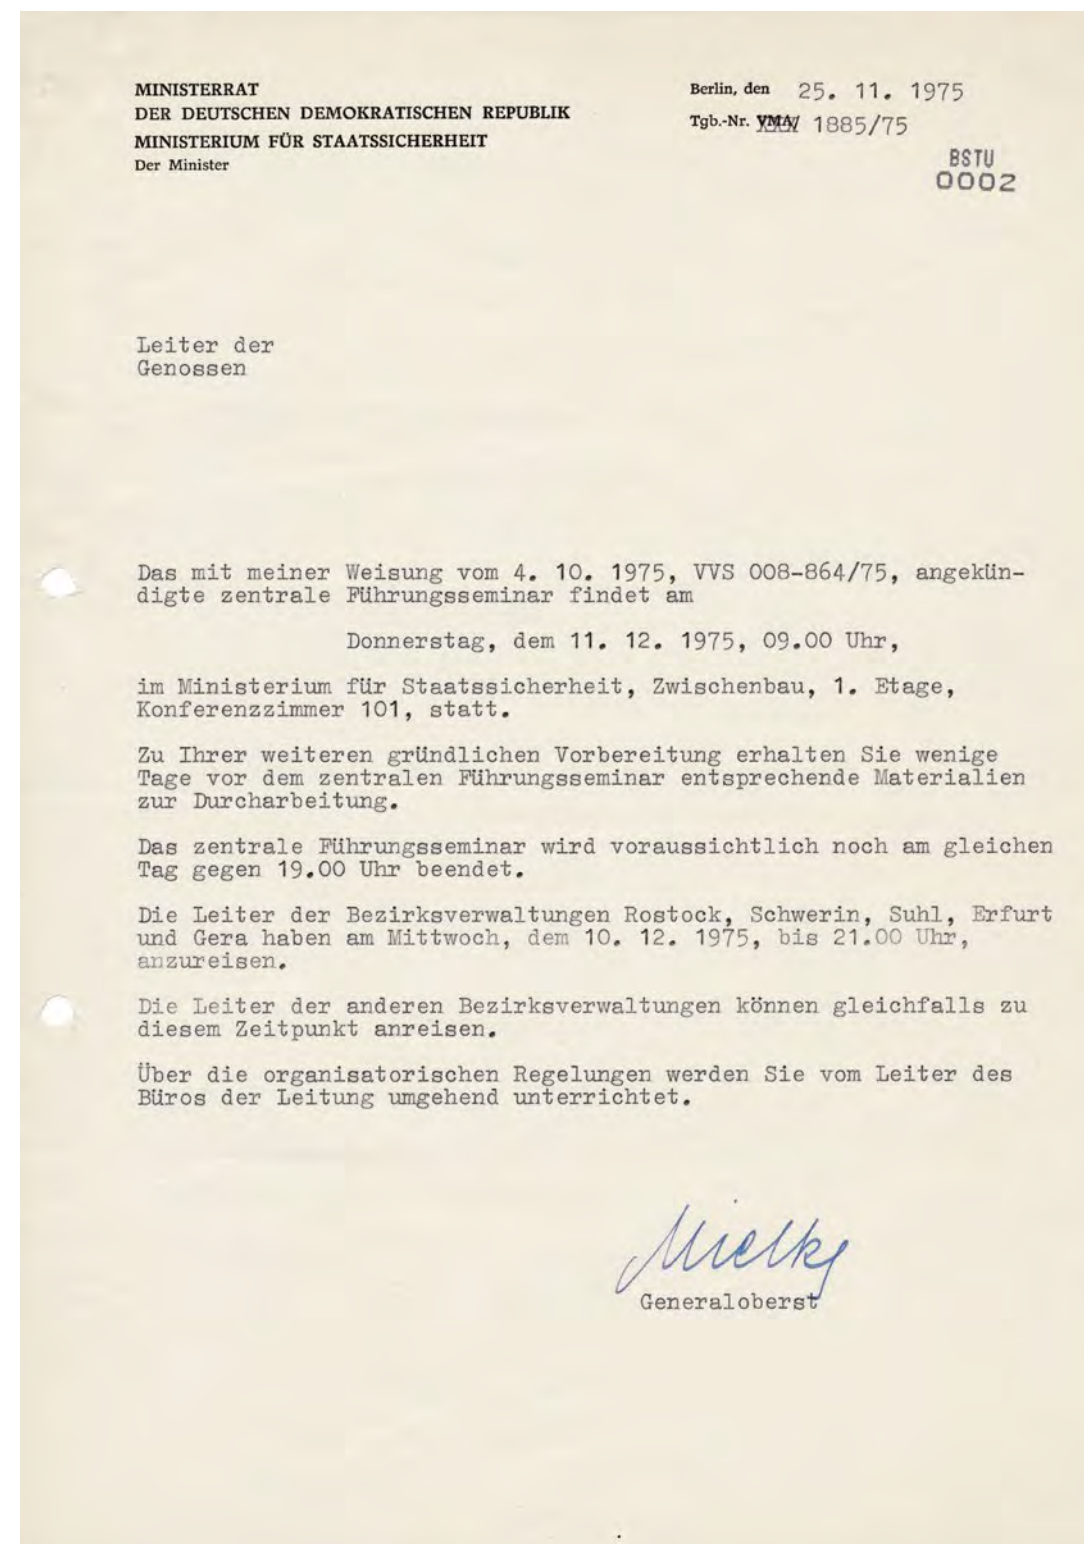 MINISTERRAT
DER DEUTSCHEN DEMOKRATISCHEN REPUBLIK
MINISTERIUM FÜR STAATSSICHERHEIT
Der Minister
Berlin, den 25. 11. 1975
Tgb.-Nr. VMA/ 1885/75
BSTU
0002
Leiter der
Genossen
Das mit meiner Weisung vom 4. 10. 1975, VVS 008-864/75, angekün-
digte zentrale Führungsseminar findet am
Donnerstag, dem 11. 12. 1975, 09.00 Uhr,
im Ministerium für Staatssicherheit, Zwischenbau, 1. Etage,
Konferenzzimmer 101, statt.
Zu Ihrer weiteren gründlichen Vorbereitung erhalten Sie wenige
Tage vor dem zentralen Führungsseminar entsprechende Materialien
zur Durcharbeitung.
Das zentrale Führungsseminar wird voraussichtlich noch am gleichen
Tag gegen 19.00 Uhr beendet.
Die Leiter der Bezirksverwaltungen Rostock, Schwerin, Suhl, Erfurt
und Gera haben am Mittwoch, dem 10. 12. 1975, bis 21.00 Uhr,
anzureisen.
Die Leiter der anderen Bezirksverwaltungen können gleichfalls zu
diesem Zeitpunkt anreisen.
Über die organisatorischen Regelungen werden Sie vom Leiter des
Büros der Leitung umgehend unterrichtet.
Mielke
Generaloberst